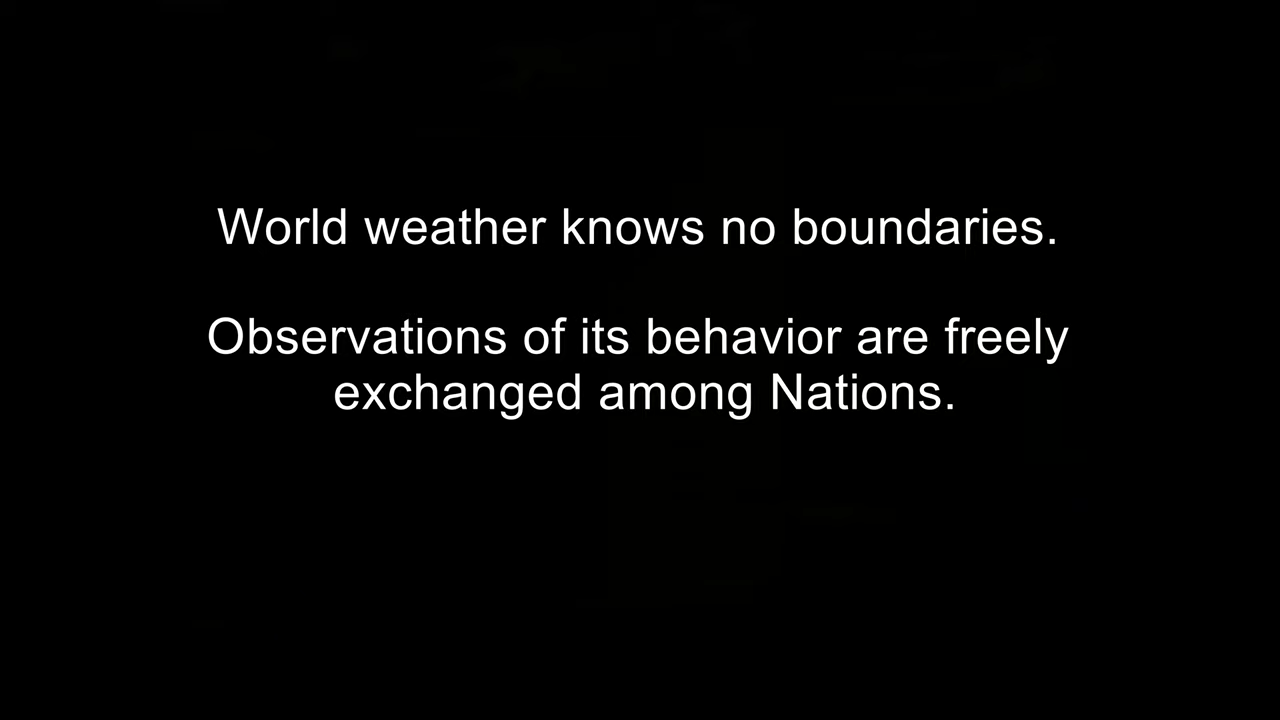 World weather knows no boundaries.
Observations of its behavior are freely
exchanged among Nations.